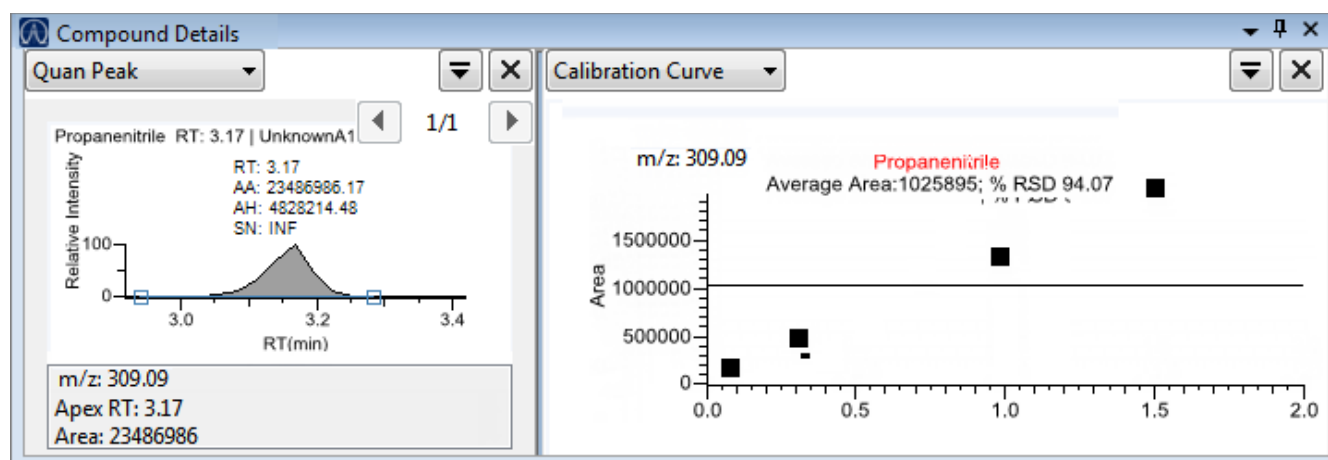 Compound Details
Quan Peak
1/1
Propanenitrile RT: 3.17 | UnknownA1
RT: 3.17
AA: 23486986.17
AH: 4828214.48
SN: INF
Relative Intensity
100
0
3.0 3.2 3.4
RT(min)
m/z: 309.09
Apex RT: 3.17
Area: 23486986
Calibration Curve
m/z: 309.09
Propanenitrile
Average Area:1025895; % RSD 94.07
Area
1500000
1000000
500000
0
0.0 0.5 1.0 1.5 2.0